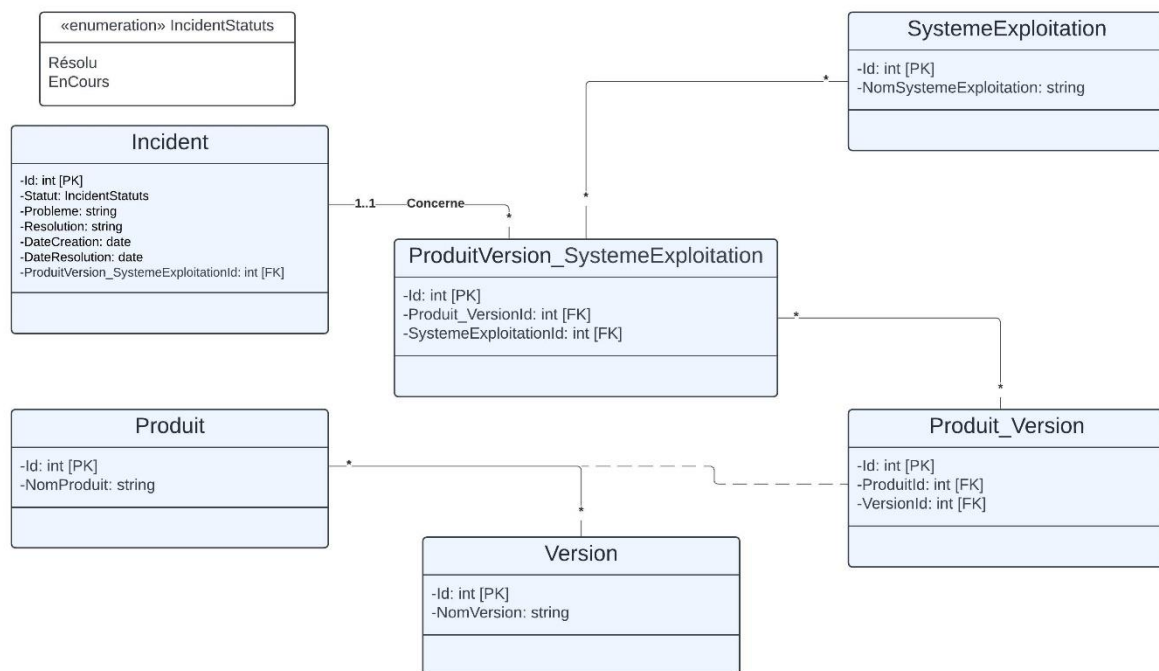 «enumeration» IncidentStatuts
Résolu
EnCours
SystemeExploitation
-Id: int [PK]
-NomSystemeExploitation: string
*
Incident
-Id: int [PK]
-Statut: IncidentStatuts
-Probleme: string
-Resolution: string
-DateCreation: date
-DateResolution: date
-ProduitVersion_SystemeExploitationId: int [FK]
1..1 Concerne
*
*
ProduitVersion_SystemeExploitation
-Id: int [PK]
-Produit_VersionId: int [FK]
-SystemeExploitationId: int [FK]
*
*
Produit
-Id: int [PK]
-NomProduit: string
*
*
Produit_Version
-Id: int [PK]
-ProduitId: int [FK]
-VersionId: int [FK]
Version
-Id: int [PK]
-NomVersion: string